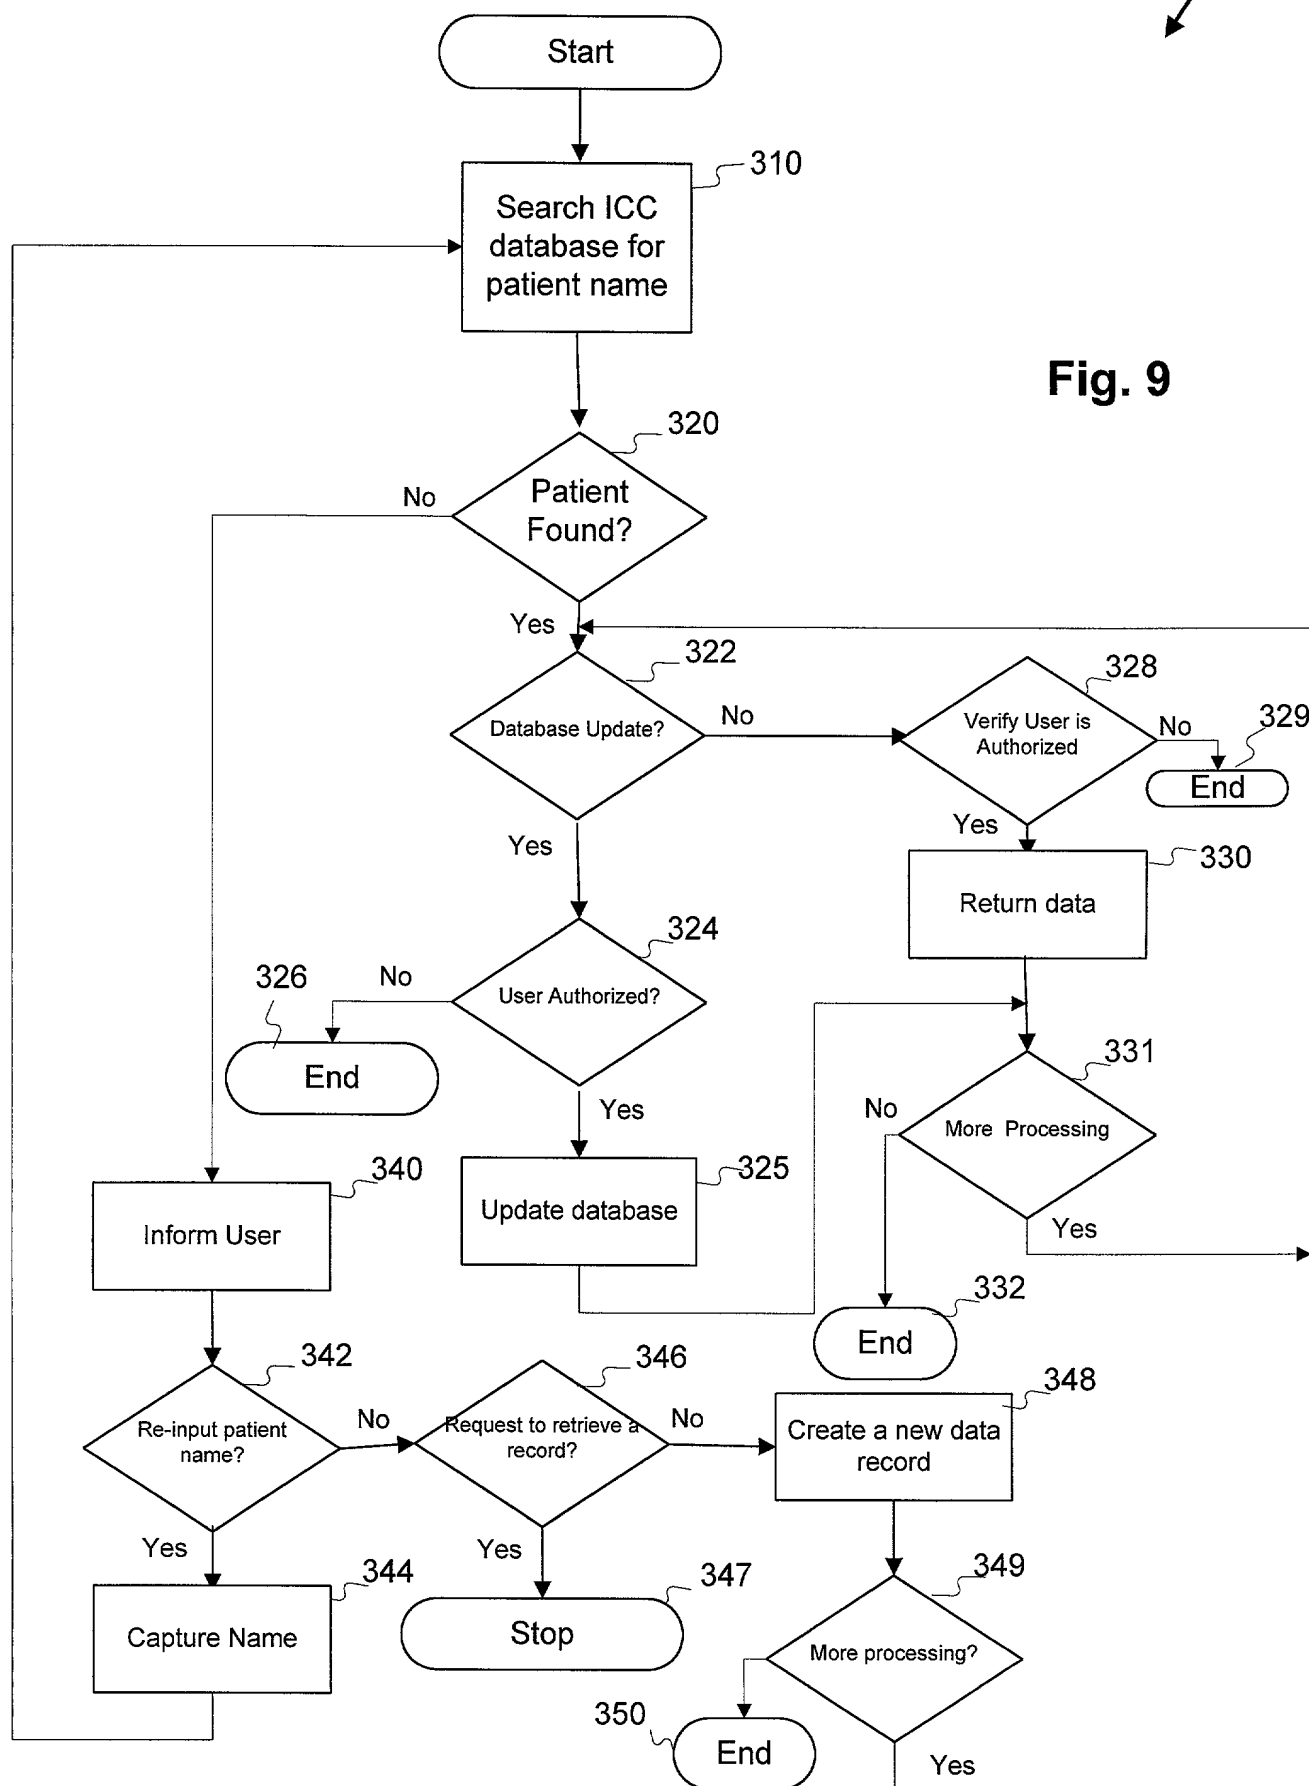 Start
310
Search ICC
database for
patient name
Fig. 9
320
Patient
Found?
No
Yes
322
Database Update?
No
328
Verify User is
Authorized
No
329
End
Yes
Yes
330
Return data
324
User Authorized?
No
326
End
331
More Processing
No
Yes
Yes
325
Update database
340
Inform User
332
End
342
Re-input patient
name?
No
346
Request to retrieve a
record?
No
348
Create a new data
record
Yes
344
Capture Name
Yes
347
Stop
349
More processing?
350
End
Yes